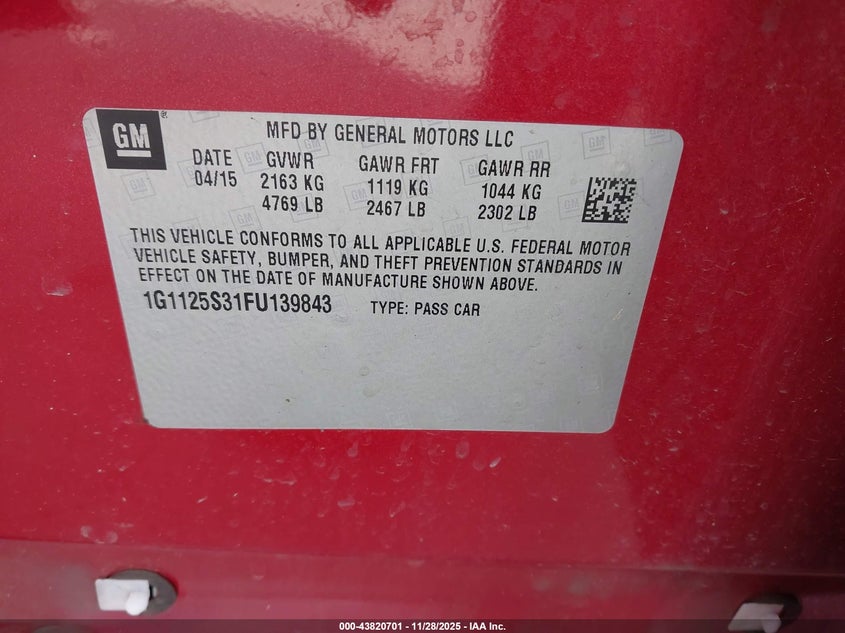 GM
®
MFD BY GENERAL MOTORS LLC
DATE GVWR GAWR FRT GAWR RR
04/15 2163 KG 1119 KG 1044 KG
4769 LB 2467 LB 2302 LB
THIS VEHICLE CONFORMS TO ALL APPLICABLE U.S. FEDERAL MOTOR
VEHICLE SAFETY, BUMPER, AND THEFT PREVENTION STANDARDS IN
EFFECT ON THE DATE OF MANUFACTURE SHOWN ABOVE.
1G1125S31FU139843 TYPE: PASS CAR
000-43820701 — 11/28/2025 — IAA Inc.